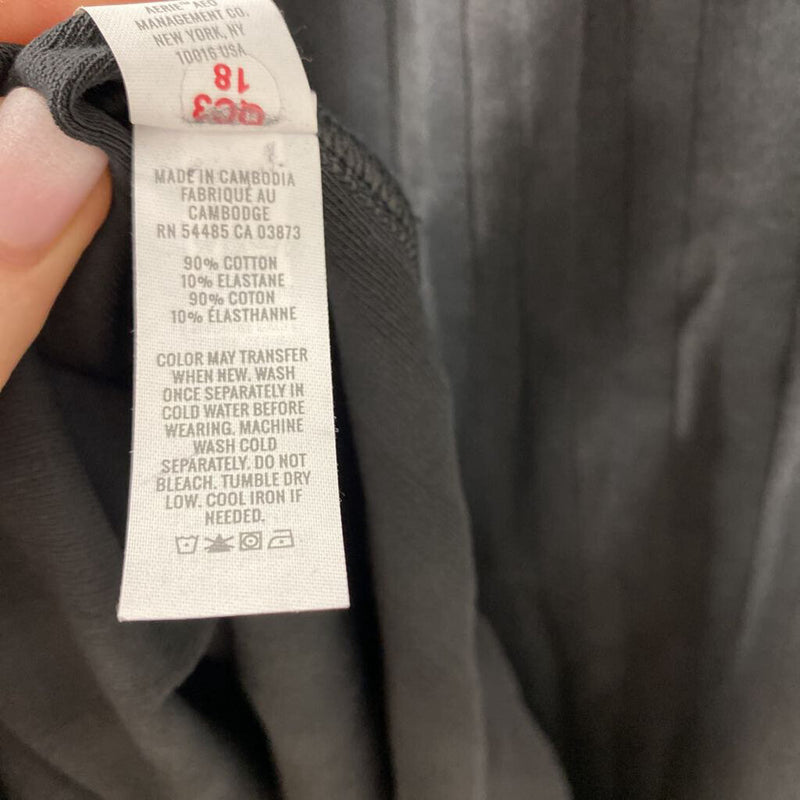 AERIE™ AEO
MANAGEMENT CO.
NEW YORK, NY
10016 USA
18
MADE IN CAMBODIA
FABRIQUÉ AU
CAMBODGE
RN 54485 CA 03873
90% COTTON
10% ELASTANE
90% COTON
10% ÉLASTHANNE
COLOR MAY TRANSFER
WHEN NEW. WASH
ONCE SEPARATELY IN
COLD WATER BEFORE
WEARING. MACHINE
WASH COLD
SEPARATELY. DO NOT
BLEACH. TUMBLE DRY
LOW. COOL IRON IF
NEEDED.